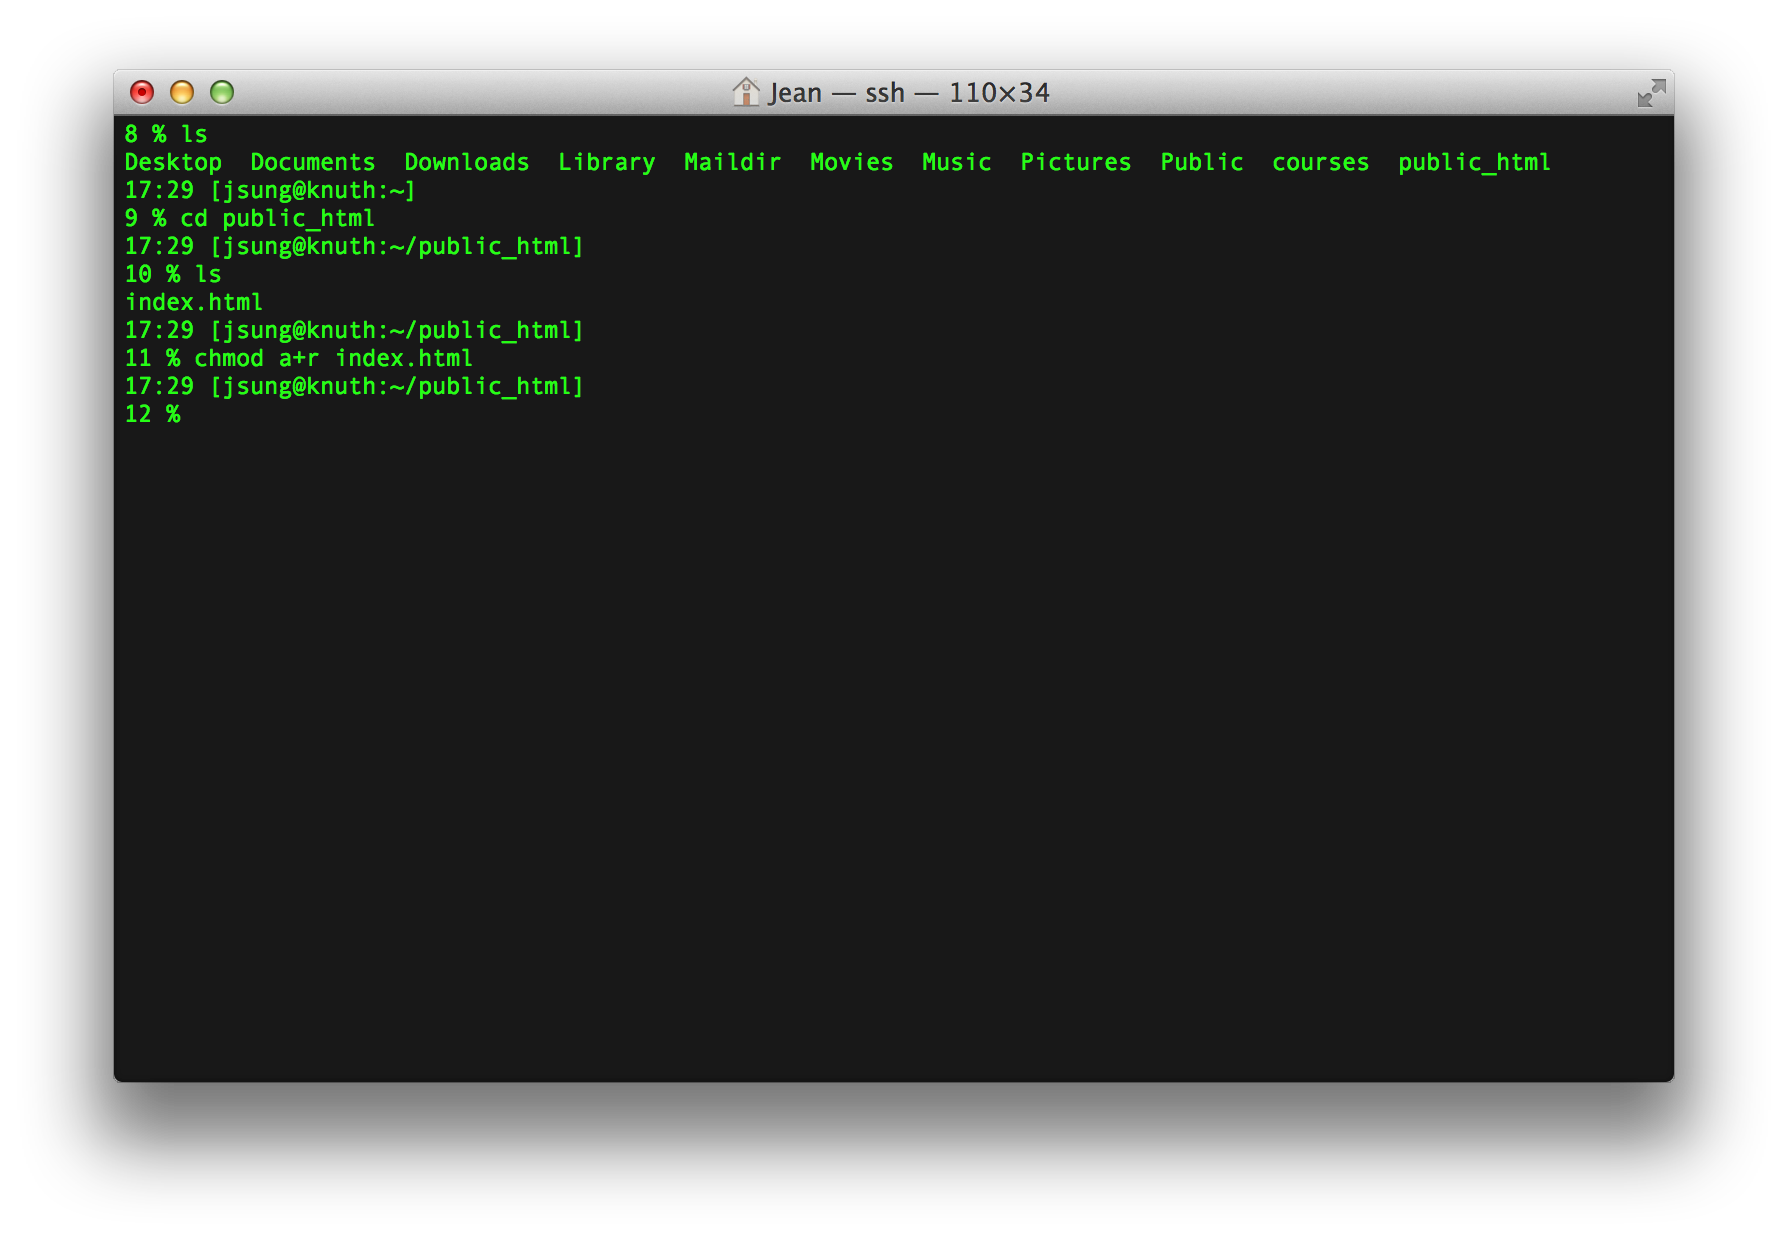 Jean — ssh — 110×34
8 % ls
Desktop  Documents  Downloads  Library  Maildir  Movies  Music  Pictures  Public  courses  public_html
17:29 [jsung@knuth:~]
9 % cd public_html
17:29 [jsung@knuth:~/public_html]
10 % ls
index.html
17:29 [jsung@knuth:~/public_html]
11 % chmod a+r index.html
17:29 [jsung@knuth:~/public_html]
12 %